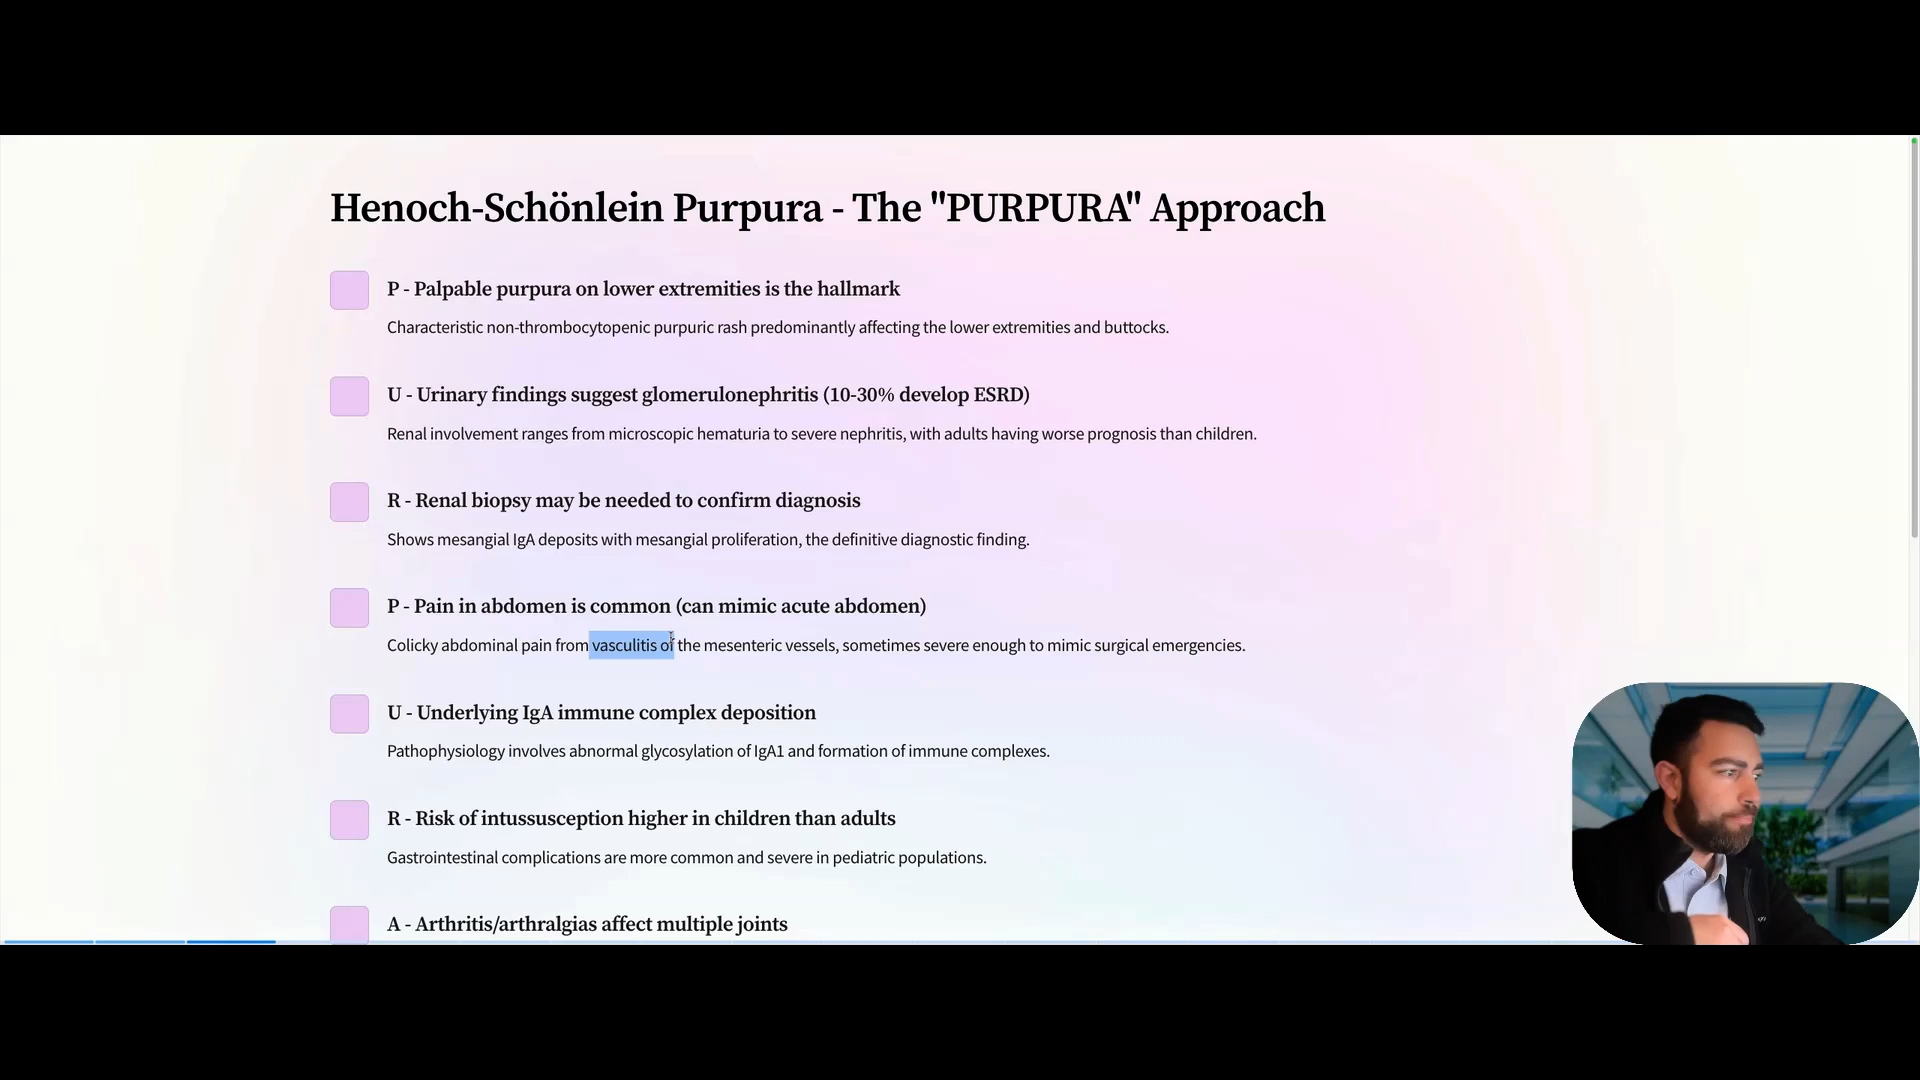 Henoch-Schönlein Purpura - The "PURPURA" Approach
P - Palpable purpura on lower extremities is the hallmark
Characteristic non-thrombocytopenic purpuric rash predominantly affecting the lower extremities and buttocks.
U - Urinary findings suggest glomerulonephritis (10-30% develop ESRD)
Renal involvement ranges from microscopic hematuria to severe nephritis, with adults having worse prognosis than children.
R - Renal biopsy may be needed to confirm diagnosis
Shows mesangial IgA deposits with mesangial proliferation, the definitive diagnostic finding.
P - Pain in abdomen is common (can mimic acute abdomen)
Colicky abdominal pain from vasculitis of the mesenteric vessels, sometimes severe enough to mimic surgical emergencies.
U - Underlying IgA immune complex deposition
Pathophysiology involves abnormal glycosylation of IgA1 and formation of immune complexes.
R - Risk of intussusception higher in children than adults
Gastrointestinal complications are more common and severe in pediatric populations.
A - Arthritis/arthralgias affect multiple joints